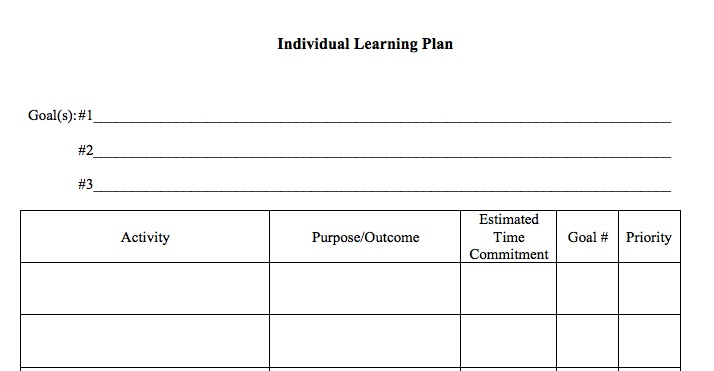 Individual Learning Plan
Goal(s):#1
#2
#3
Activity
Purpose/Outcome
Estimated
Time
Commitment
Goal #
Priority